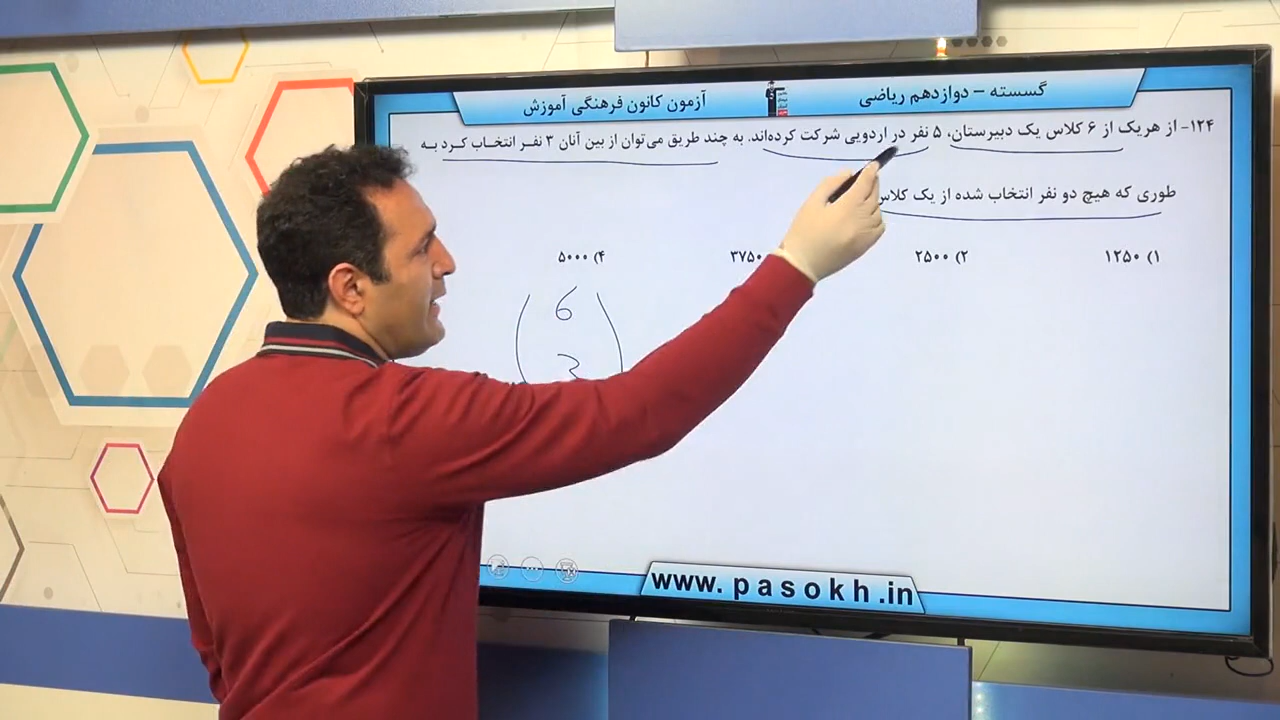 گسسته - دوازدهم ریاضی
آزمون کانون فرهنگی آموزش
۱۲۴- از هریک از ۶ کلاس یک دبیرستان، ۵ نفر در اردویی شرکت کرده‌اند. به چند طریق می‌توان از بین آنان ۳ نفر انتخاب کرد به
طوری که هیچ دو نفر انتخاب شده از یک کلاس
۱) ۱۲۵۰
۲) ۲۵۰۰
۳۷۵۰
۴) ۵۰۰۰
6
3
www.pasokh.in